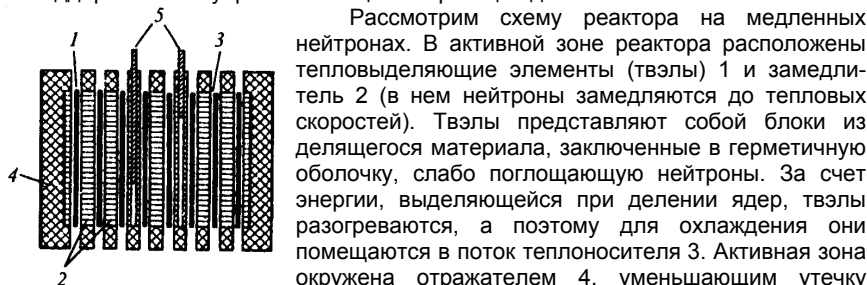 5
1
3
4
2
Рассмотрим схему реактора на медленных
нейтронах. В активной зоне реактора расположены
тепловыделяющие элементы (твэлы) 1 и замедли-
тель 2 (в нем нейтроны замедляются до тепловых
скоростей). Твэлы представляют собой блоки из
делящегося материала, заключенные в герметичную
оболочку, слабо поглощающую нейтроны. За счет
энергии, выделяющейся при делении ядер, твэлы
разогреваются, а поэтому для охлаждения они
помещаются в поток теплоносителя 3. Активная зона
окружена отражателем 4, уменьшающим утечку